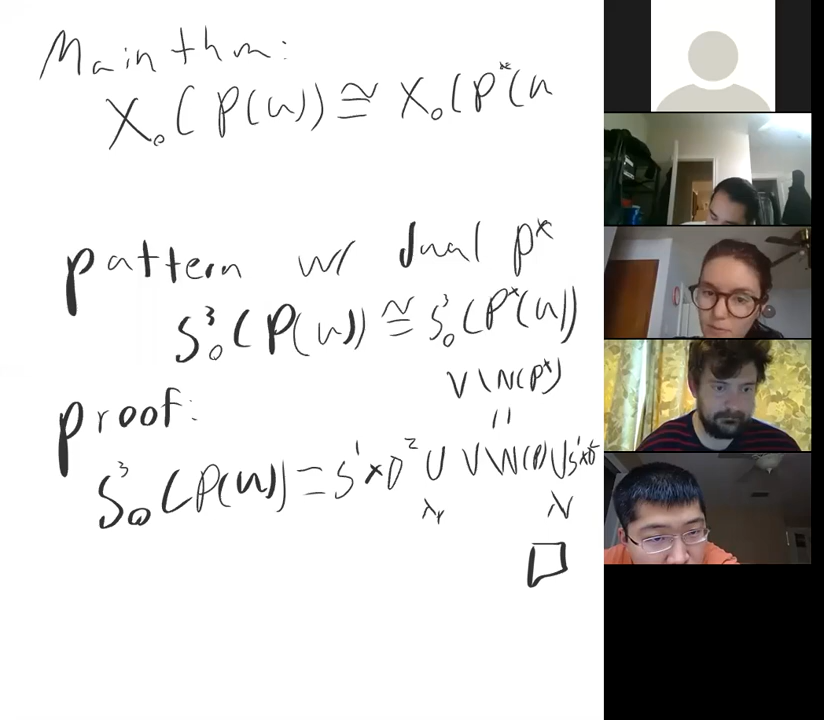 Main thm:
X₀(P(u)) ≅ X₀(P*(u
Pattern w/ dual P*
S³₀(P(u)) ≅ S³₀(P*(u))
V\N(P*)
=
Proof:
S³₀(P(u)) = S¹×D² ∪ V\N(P) ∪ S¹×D²
λ
λ
□